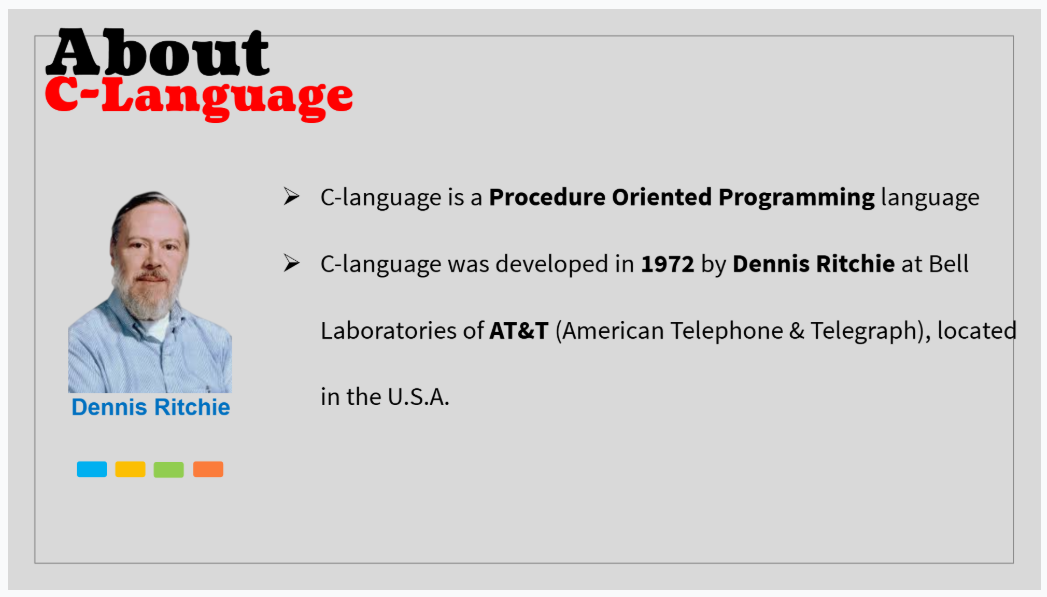 About
C-Language
➢ C-language is a Procedure Oriented Programming language
➢ C-language was developed in 1972 by Dennis Ritchie at Bell
Laboratories of AT&T (American Telephone & Telegraph), located
in the U.S.A.
Dennis Ritchie